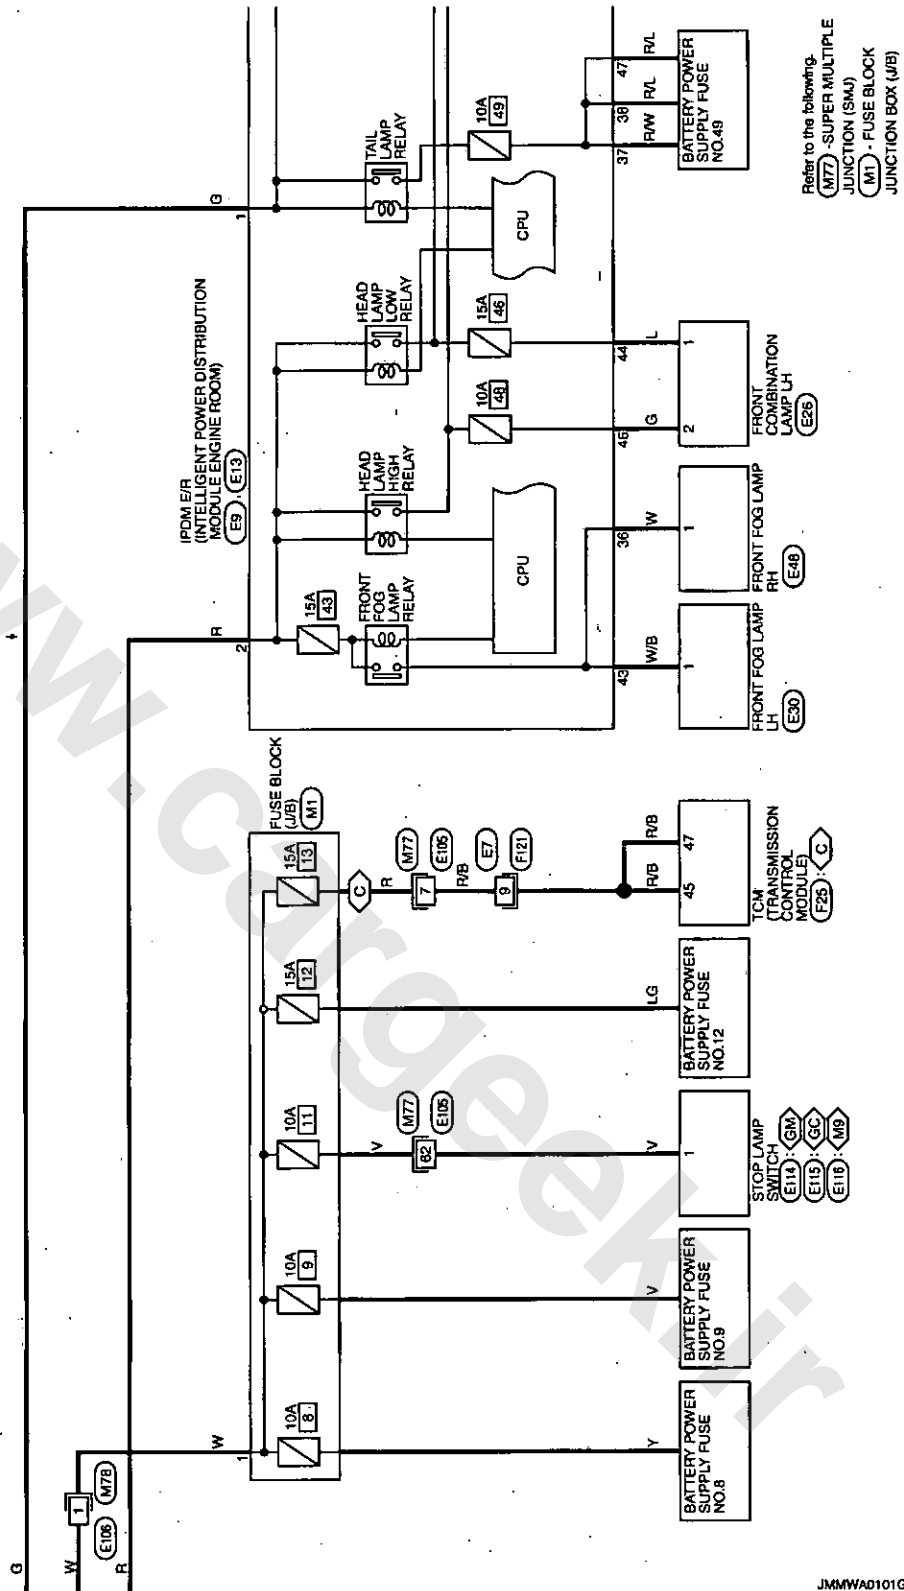 G
W
R
1
E106
M78
W
1
FUSE BLOCK
(J/B)
M1
10A
8
10A
9
10A
11
15A
12
15A
13
C
R
7
M77
E105
R/B
9
E7
F121
R/B
R/B
45
47
TCM
(TRANSMISSION
CONTROL
MODULE)
F25 : C
LG
BATTERY POWER
SUPPLY FUSE
NO.12
V
62
M77
E105
V
1
STOP LAMP
SWITCH
E114 : GM
E115 : GC
E116 : M9
V
BATTERY POWER
SUPPLY FUSE
NO.9
Y
BATTERY POWER
SUPPLY FUSE
NO.8
IPDM E/R
(INTELLIGENT POWER DISTRIBUTION
MODULE ENGINE ROOM)
E9 , E13
R
2
G
1
15A
43
FRONT
FOG
LAMP
RELAY
HEAD
LAMP
HIGH
RELAY
HEAD
LAMP
LOW
RELAY
TAIL
LAMP
RELAY
CPU
CPU
10A
48
15A
46
10A
49
43
W/B
1
FRONT FOG LAMP
LH
E30
36
W
1
FRONT FOG LAMP
RH
E48
G
2
44
L
1
FRONT
COMBINATION
LAMP LH
37
R/W
38
R/L
47
R/L
BATTERY POWER
SUPPLY FUSE
NO.49
Refer to the following.
M77 -SUPER MULTIPLE
JUNCTION (SMJ)
M1 - FUSE BLOCK
JUNCTION BOX (J/B)
JMMWA0101G
w.cargeek.ir